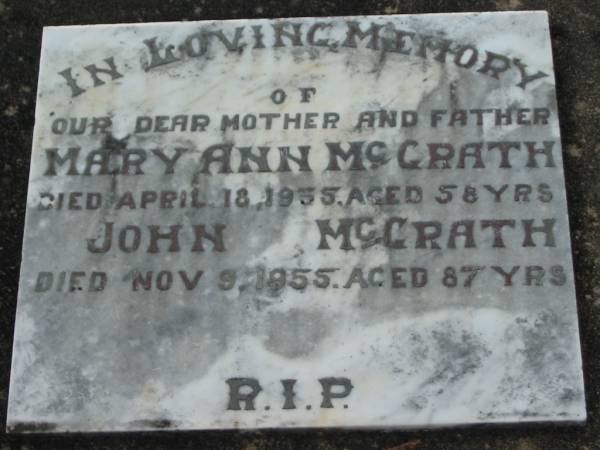 IN LOVING MEMORY
OF
OUR DEAR MOTHER AND FATHER
MARY ANN McGRATH
DIED APRIL 18, 1935. AGED 58 YRS
JOHN McGRATH
DIED NOV 9, 1955. AGED 87 YRS
R.I.P.